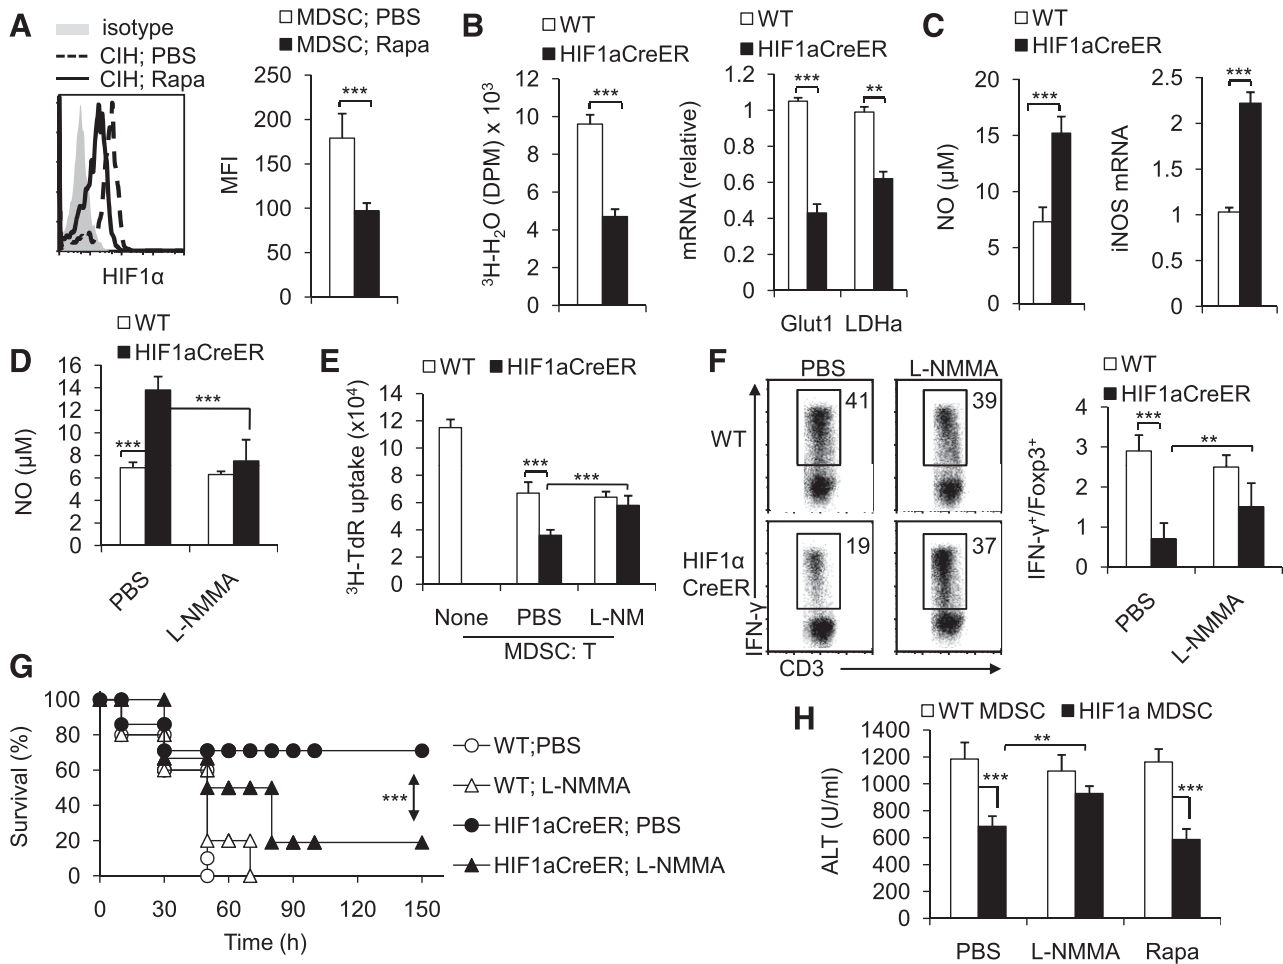 A
isotype
CIH; PBS
CIH; Rapa
HIF1α
MDSC; PBS
MDSC; Rapa
250
200
150
100
50
0
MFI
***
B
WT
HIF1aCreER
12
10
8
6
4
2
0
³H-H₂O (DPM) x 10³
***
WT
HIF1aCreER
1.2
1
0.8
0.6
0.4
0.2
0
mRNA (relative)
***
**
Glut1 LDHa
C
WT
HIF1aCreER
20
15
10
5
0
NO (μM)
***
2.5
2
1.5
1
0.5
0
iNOS mRNA
***
D
WT
HIF1aCreER
16
14
12
10
8
6
4
2
0
NO (μM)
***
***
PBS
L-NMMA
E
WT HIF1aCreER
14
12
10
8
6
4
2
0
³H-TdR uptake (x10⁴)
***
***
None PBS L-NM
MDSC: T
F
PBS L-NMMA
WT
41
39
HIF1α
CreER
19
37
IFN-γ
CD3
WT
HIF1aCreER
4
3
2
1
0
IFN-γ⁺/Foxp3⁺
***
**
PBS
L-NMMA
G
100
80
60
40
20
0
Survival (%)
***
0 30 60 90 120 150
Time (h)
WT;PBS
WT; L-NMMA
HIF1aCreER; PBS
HIF1aCreER; L-NMMA
H
WT MDSC HIF1a MDSC
1400
1200
1000
800
600
400
200
0
ALT (U/ml)
***
**
***
PBS L-NMMA Rapa